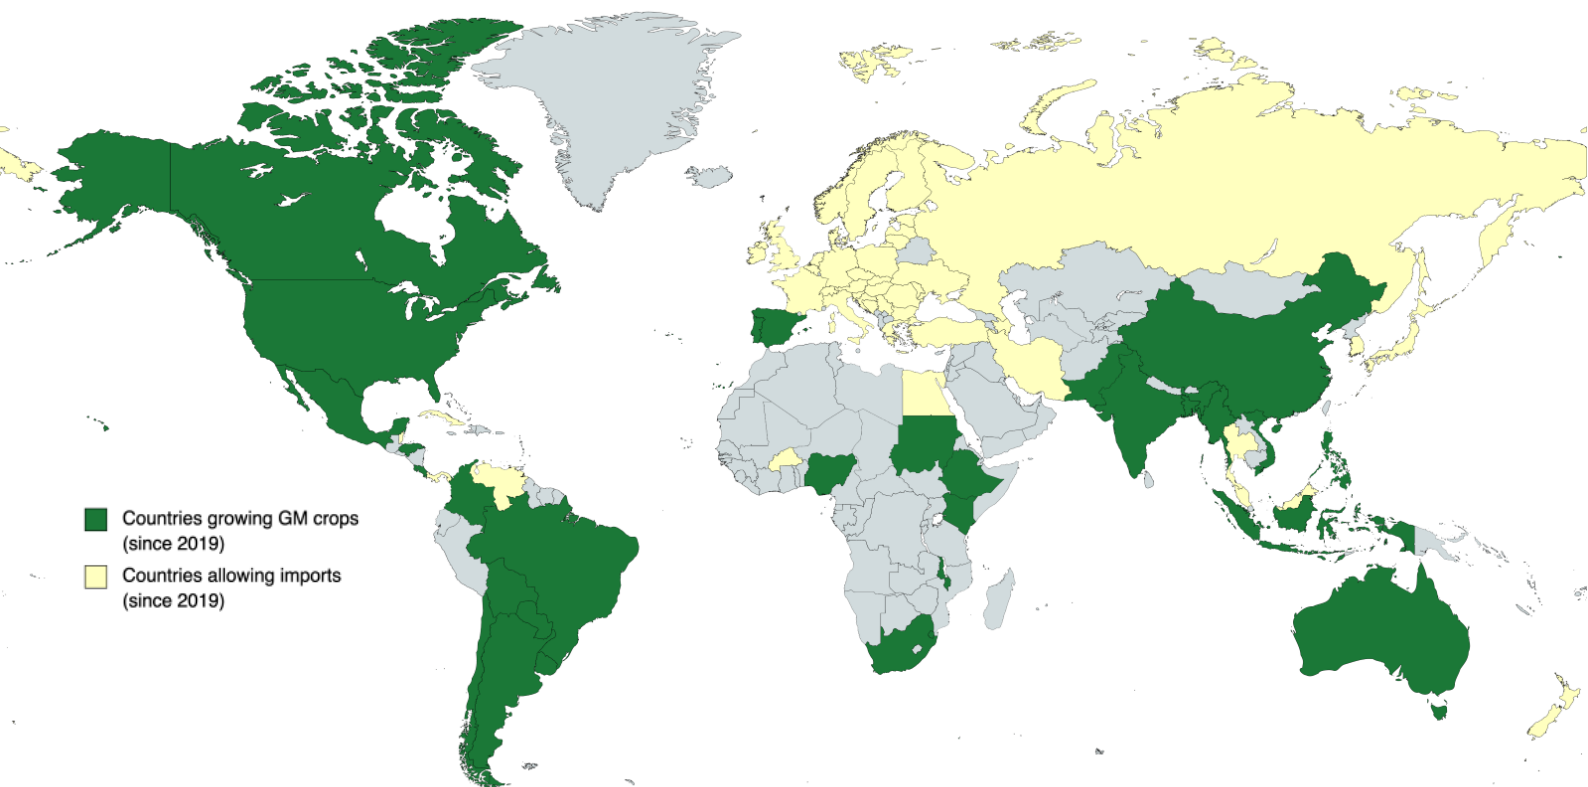 Countries growing GM crops
(since 2019)
Countries allowing imports
(since 2019)